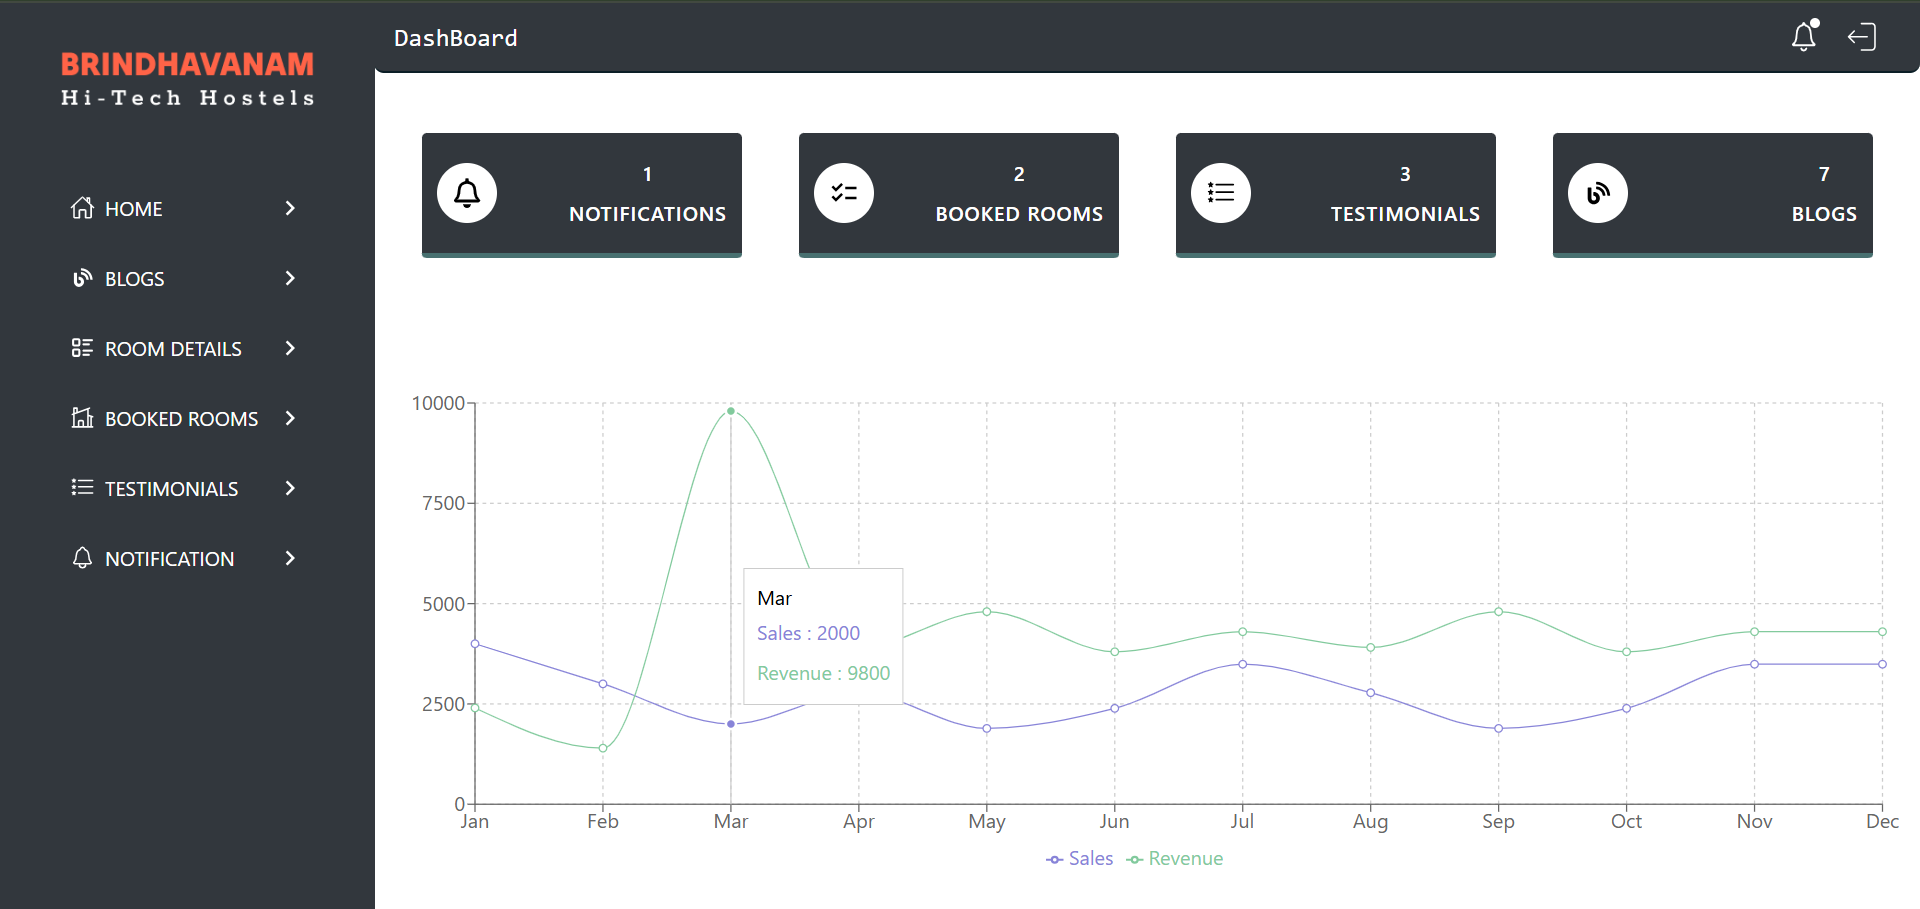 BRINDHAVANAM
Hi-Tech Hostels
HOME
BLOGS
ROOM DETAILS
BOOKED ROOMS
TESTIMONIALS
NOTIFICATION
DashBoard
1
NOTIFICATIONS
2
BOOKED ROOMS
3
TESTIMONIALS
7
BLOGS
10000
7500
5000
2500
0
Mar
Sales : 2000
Revenue : 9800
Jan Feb Mar Apr May Jun Jul Aug Sep Oct Nov Dec
Sales Revenue